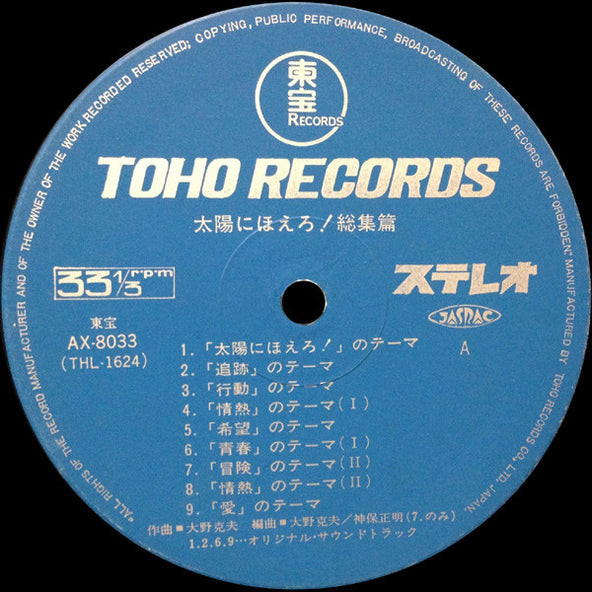 "ALL RIGHTS OF THE RECORD MANUFACTURER AND OF THE OWNER OF THE WORK RECORDED RESERVED; COPYING, PUBLIC PERFORMANCE, BROADCASTING OF THESE RECORDS ARE FORBIDDEN." MANUFACTURED BY TOHO RECORDS CO., LTD. JAPAN.
東宝
RECORDS
TOHO RECORDS
太陽にほえろ!総集篇
33 1/3 rpm
ステレオ
JASRAC
東宝
AX-8033
(THL-1624)
A
1.「太陽にほえろ!」のテーマ
2.「追跡」のテーマ
3.「行動」のテーマ
4.「情熱」のテーマ(I)
5.「希望」のテーマ
6.「青春」のテーマ(I)
7.「冒険」のテーマ(II)
8.「情熱」のテーマ(II)
9.「愛」のテーマ
作曲■大野克夫 編曲■大野克夫/神保正明(7.のみ)
1.2.6.9…オリジナル・サウンドトラック